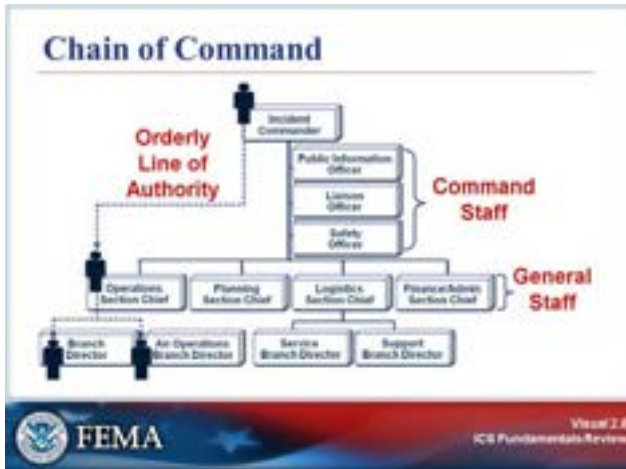 Chain of Command
Incident
Commander
Orderly
Line of
Authority
Public Information
Officer
Liaison
Officer
Safety
Officer
Command
Staff
Operations
Section Chief
Planning
Section Chief
Logistics
Section Chief
Finance/Admin
Section Chief
General
Staff
Branch
Director
Air Operations
Branch Director
Service
Branch Director
Support
Branch Director
FEMA
Visual 2.
ICS Fundamentals Review